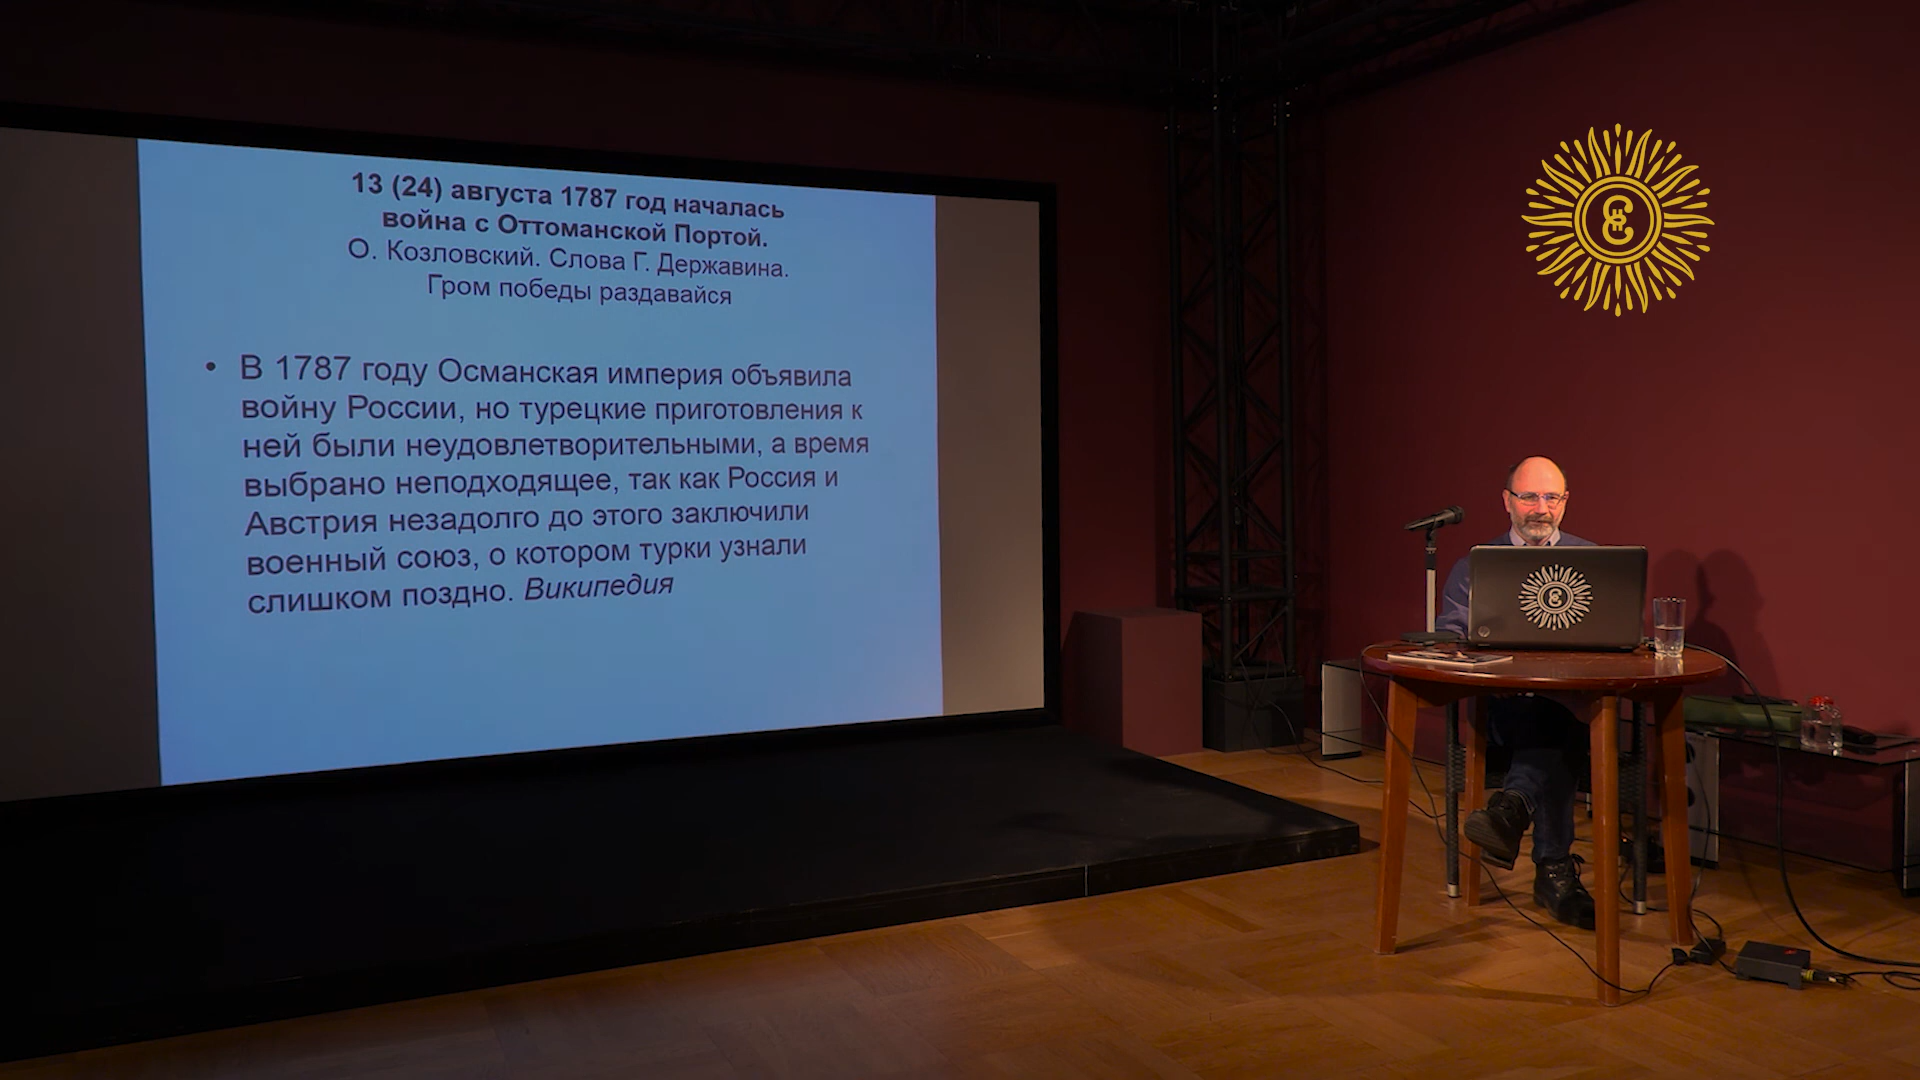 13 (24) августа 1787 год началась
война с Оттоманской Портой.
О. Козловский. Слова Г. Державина.
Гром победы раздавайся
• В 1787 году Османская империя объявила
войну России, но турецкие приготовления к
ней были неудовлетворительными, а время
выбрано неподходящее, так как Россия и
Австрия незадолго до этого заключили
военный союз, о котором турки узнали
слишком поздно. Википедия